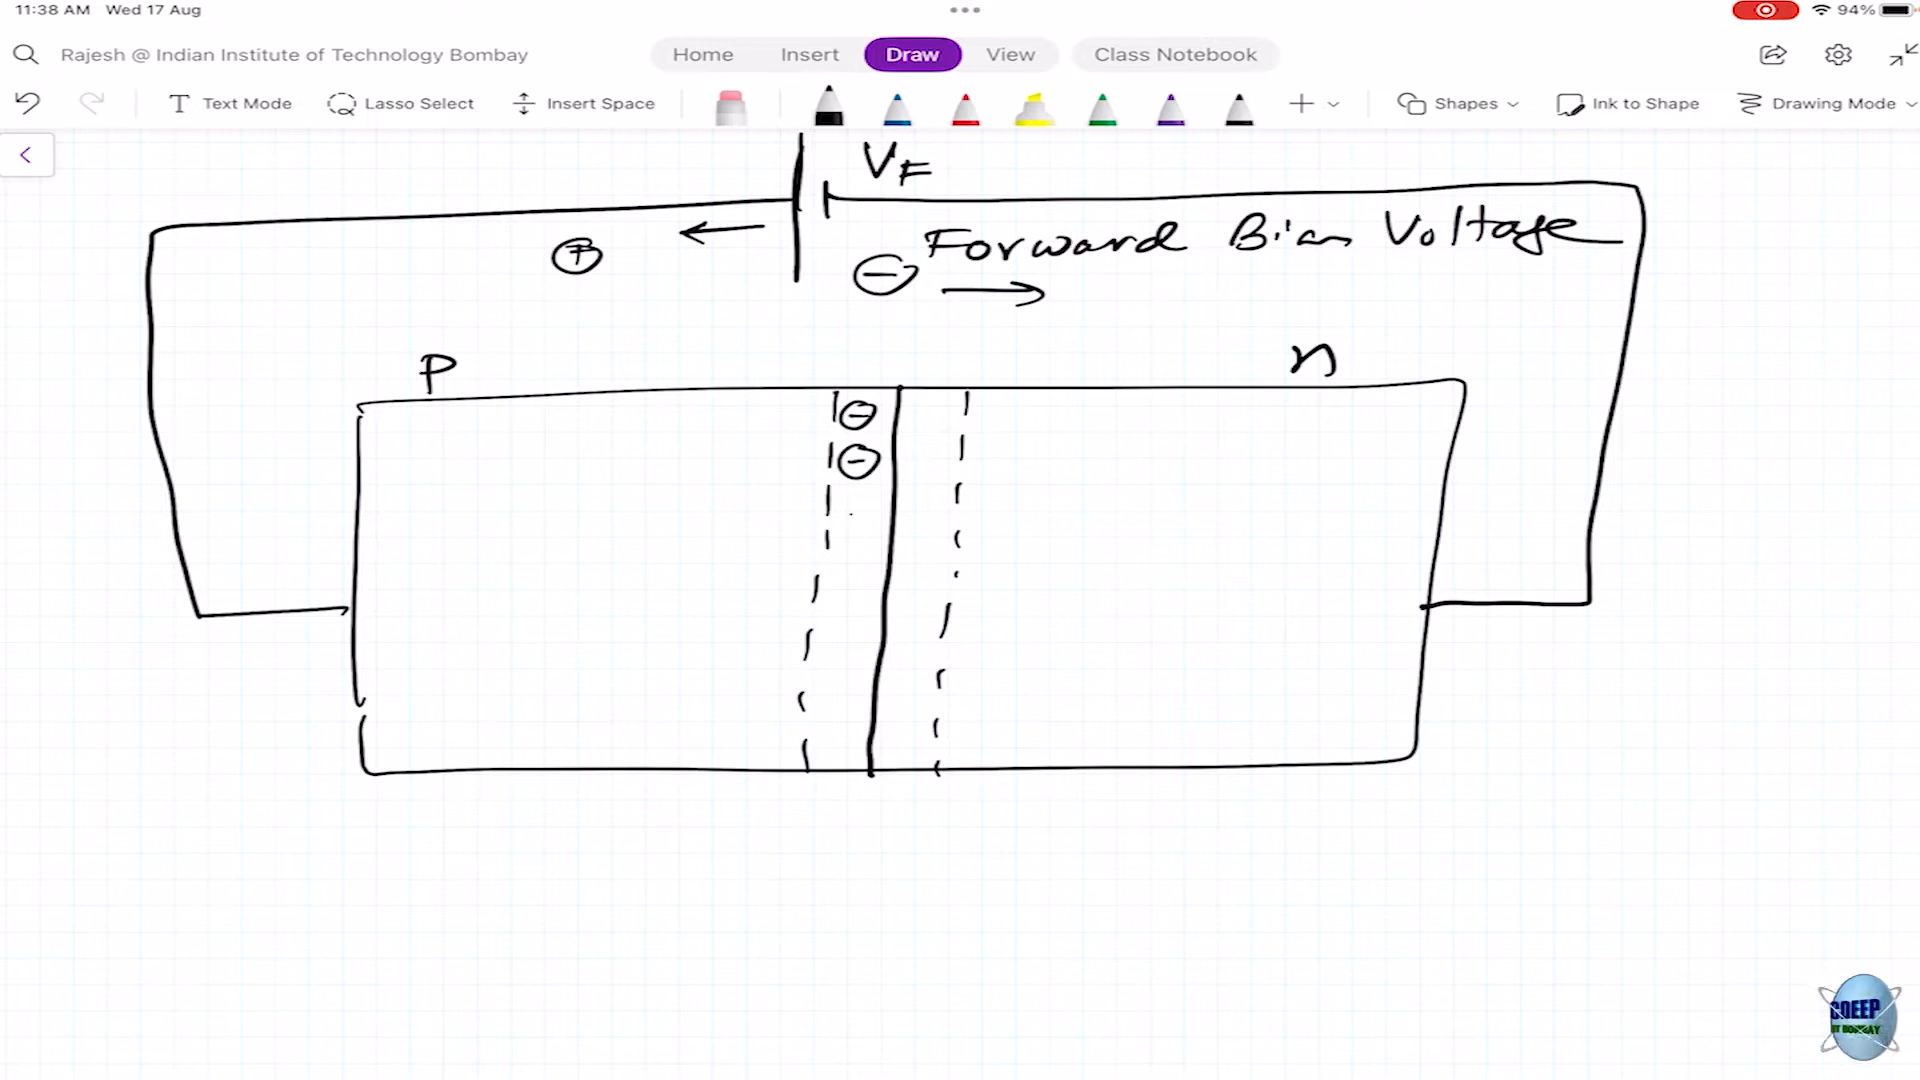 11:38 AM Wed 17 Aug
94%
Rajesh @ Indian Institute of Technology Bombay
Home Insert Draw View Class Notebook
Text Mode Lasso Select Insert Space Shapes Ink to Shape Drawing Mode
VF
Forward Bias Voltage
+
−
P n
−
−